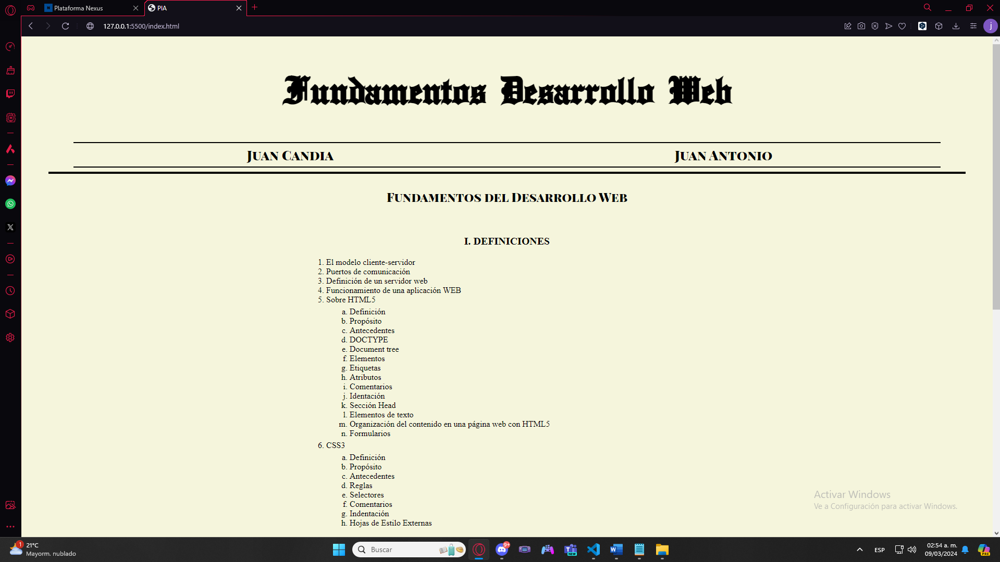 Plataforma Nexus
PIA
127.0.0.1:5500/index.html
j
Fundamentos Desarrollo Web
Juan Candia
Juan Antonio
Fundamentos del Desarrollo Web
I. DEFINICIONES
1. El modelo cliente-servidor
2. Puertos de comunicación
3. Definición de un servidor web
4. Funcionamiento de una aplicación WEB
5. Sobre HTML5
a. Definición
b. Propósito
c. Antecedentes
d. DOCTYPE
e. Document tree
f. Elementos
g. Etiquetas
h. Atributos
i. Comentarios
j. Identación
k. Sección Head
l. Elementos de texto
m. Organización del contenido en una página web con HTML5
n. Formularios
6. CSS3
a. Definición
b. Propósito
c. Antecedentes
d. Reglas
e. Selectores
f. Comentarios
g. Indentación
h. Hojas de Estilo Externas
Activar Windows
Ve a Configuración para activar Windows.
1
21°C
Mayorm. nublado
Buscar
9+
NEW
W
ESP
02:54 a. m.
09/03/2024
PRE